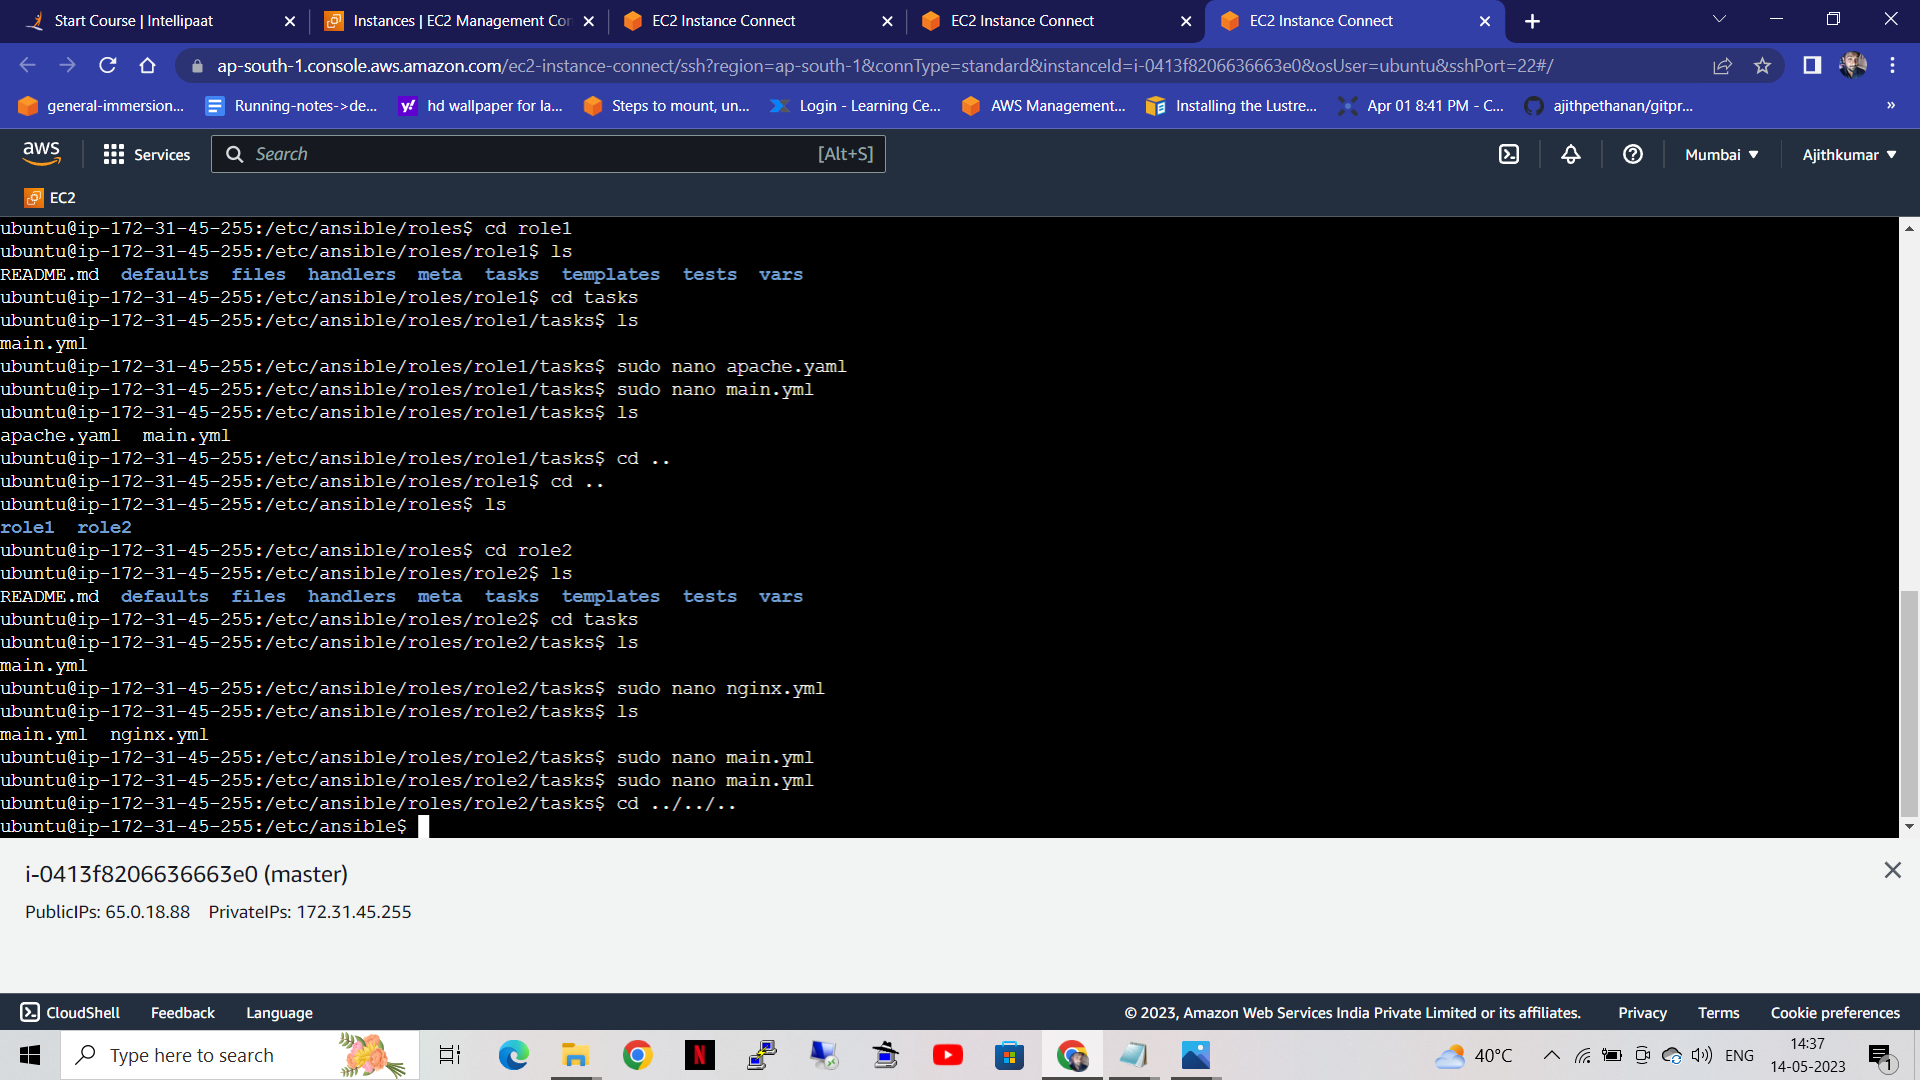 Start Course | Intellipaat
Instances | EC2 Management Con
EC2 Instance Connect
EC2 Instance Connect
EC2 Instance Connect
ap-south-1.console.aws.amazon.com/ec2-instance-connect/ssh?region=ap-south-1&connType=standard&instanceId=i-0413f8206636663e0&osUser=ubuntu&sshPort=22#/
general-immersion...
Running-notes->de...
hd wallpaper for la...
Steps to mount, un...
Login - Learning Ce...
AWS Management...
Installing the Lustre...
Apr 01 8:41 PM - C...
ajithpethanan/gitpr...
»
aws
Services
Search
[Alt+S]
Mumbai
Ajithkumar
EC2
ubuntu@ip-172-31-45-255:/etc/ansible/roles$ cd role1
ubuntu@ip-172-31-45-255:/etc/ansible/roles/role1$ ls
README.md  defaults  files  handlers  meta  tasks  templates  tests  vars
ubuntu@ip-172-31-45-255:/etc/ansible/roles/role1$ cd tasks
ubuntu@ip-172-31-45-255:/etc/ansible/roles/role1/tasks$ ls
main.yml
ubuntu@ip-172-31-45-255:/etc/ansible/roles/role1/tasks$ sudo nano apache.yaml
ubuntu@ip-172-31-45-255:/etc/ansible/roles/role1/tasks$ sudo nano main.yml
ubuntu@ip-172-31-45-255:/etc/ansible/roles/role1/tasks$ ls
apache.yaml  main.yml
ubuntu@ip-172-31-45-255:/etc/ansible/roles/role1/tasks$ cd ..
ubuntu@ip-172-31-45-255:/etc/ansible/roles/role1$ cd ..
ubuntu@ip-172-31-45-255:/etc/ansible/roles$ ls
role1  role2
ubuntu@ip-172-31-45-255:/etc/ansible/roles$ cd role2
ubuntu@ip-172-31-45-255:/etc/ansible/roles/role2$ ls
README.md  defaults  files  handlers  meta  tasks  templates  tests  vars
ubuntu@ip-172-31-45-255:/etc/ansible/roles/role2$ cd tasks
ubuntu@ip-172-31-45-255:/etc/ansible/roles/role2/tasks$ ls
main.yml
ubuntu@ip-172-31-45-255:/etc/ansible/roles/role2/tasks$ sudo nano nginx.yml
ubuntu@ip-172-31-45-255:/etc/ansible/roles/role2/tasks$ ls
main.yml  nginx.yml
ubuntu@ip-172-31-45-255:/etc/ansible/roles/role2/tasks$ sudo nano main.yml
ubuntu@ip-172-31-45-255:/etc/ansible/roles/role2/tasks$ sudo nano main.yml
ubuntu@ip-172-31-45-255:/etc/ansible/roles/role2/tasks$ cd ../../..
ubuntu@ip-172-31-45-255:/etc/ansible$
i-0413f8206636663e0 (master)
PublicIPs: 65.0.18.88    PrivateIPs: 172.31.45.255
CloudShell
Feedback
Language
© 2023, Amazon Web Services India Private Limited or its affiliates.
Privacy
Terms
Cookie preferences
Type here to search
40°C
ENG
14:37
14-05-2023
1